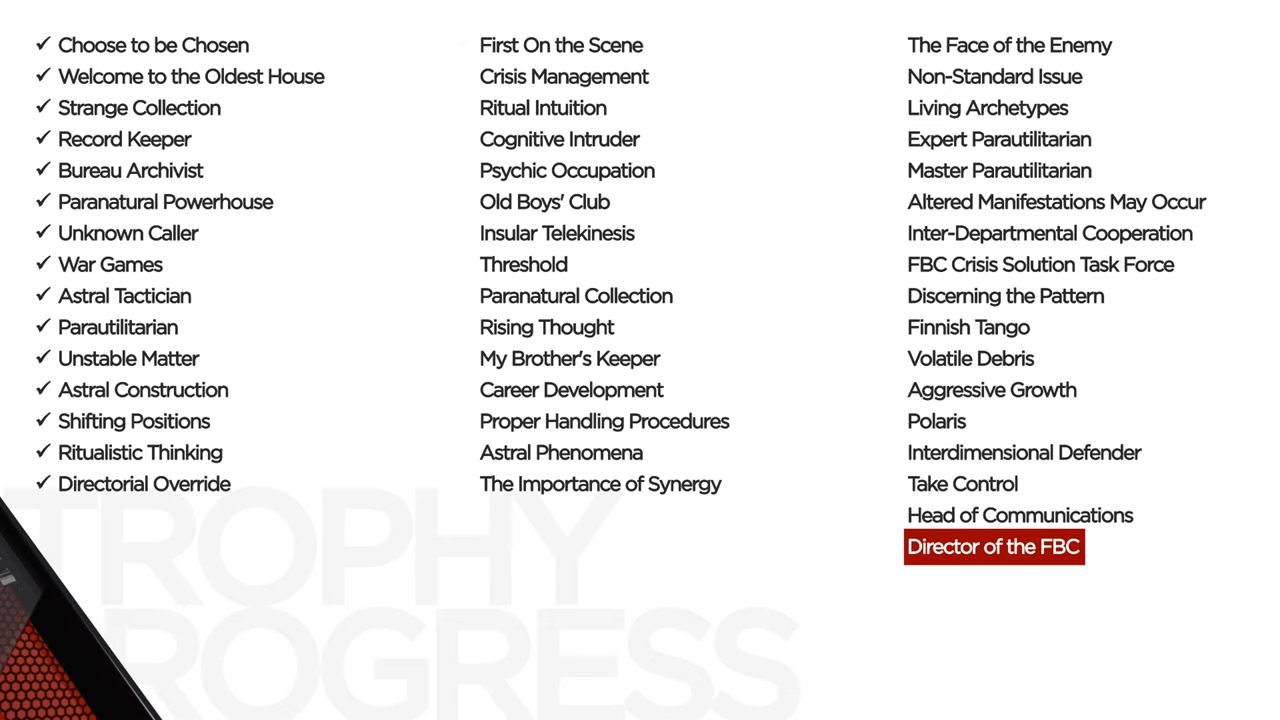 ✓ Choose to be Chosen
✓ Welcome to the Oldest House
✓ Strange Collection
✓ Record Keeper
✓ Bureau Archivist
✓ Paranatural Powerhouse
✓ Unknown Caller
✓ War Games
✓ Astral Tactician
✓ Parautilitarian
✓ Unstable Matter
✓ Astral Construction
✓ Shifting Positions
✓ Ritualistic Thinking
✓ Directorial Override
First On the Scene
Crisis Management
Ritual Intuition
Cognitive Intruder
Psychic Occupation
Old Boys' Club
Insular Telekinesis
Threshold
Paranatural Collection
Rising Thought
My Brother's Keeper
Career Development
Proper Handling Procedures
Astral Phenomena
The Importance of Synergy
The Face of the Enemy
Non-Standard Issue
Living Archetypes
Expert Parautilitarian
Master Parautilitarian
Altered Manifestations May Occur
Inter-Departmental Cooperation
FBC Crisis Solution Task Force
Discerning the Pattern
Finnish Tango
Volatile Debris
Aggressive Growth
Polaris
Interdimensional Defender
Take Control
Head of Communications
Director of the FBC
TROPHY
ROGRESS